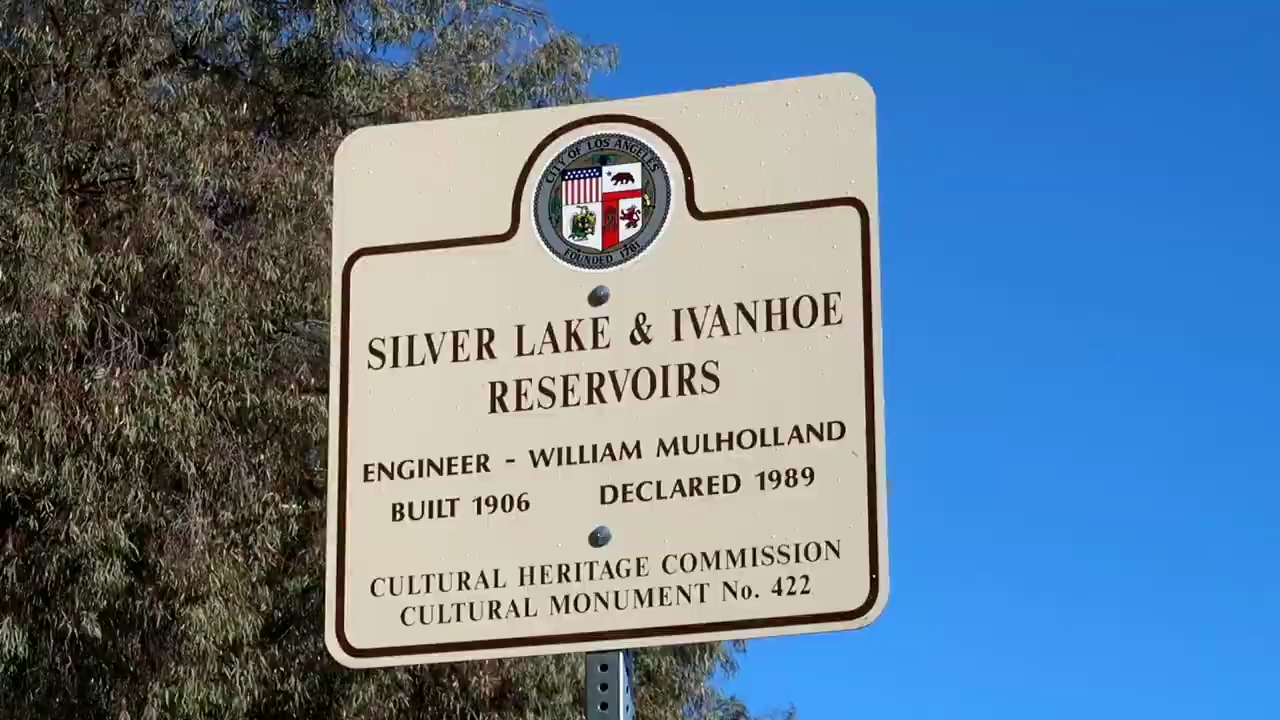 CITY OF LOS ANGELES
FOUNDED 1781
SILVER LAKE & IVANHOE
RESERVOIRS
ENGINEER - WILLIAM MULHOLLAND
BUILT 1906 DECLARED 1989
CULTURAL HERITAGE COMMISSION
CULTURAL MONUMENT No. 422